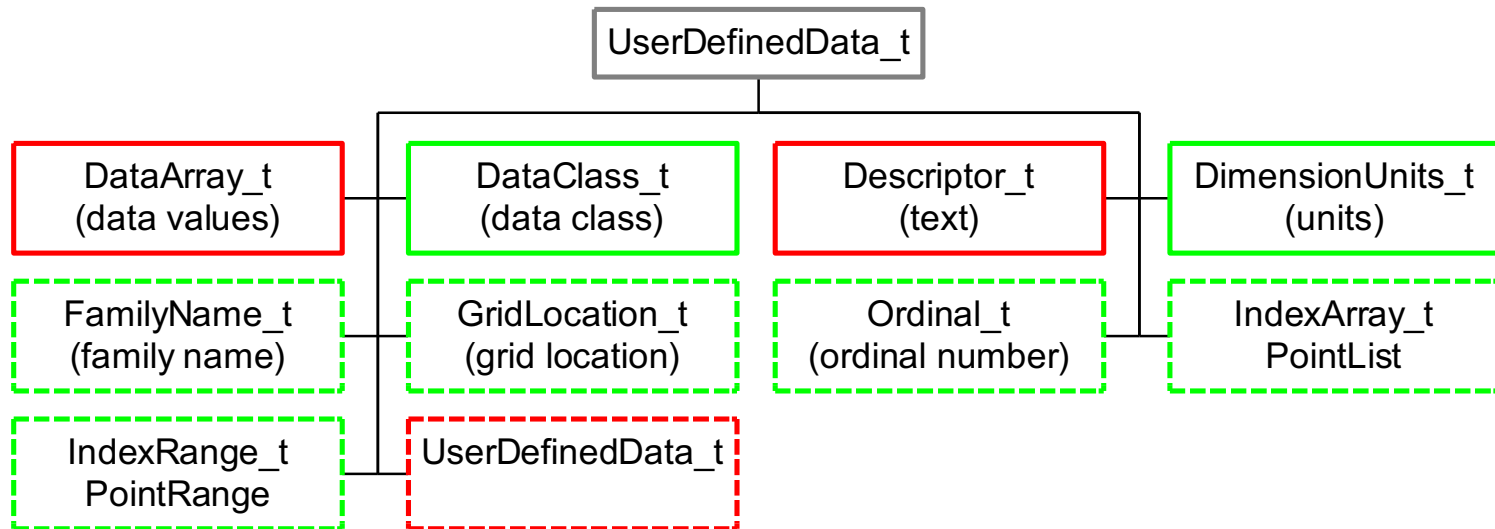 UserDefinedData_t
DataArray_t
(data values)
DataClass_t
(data class)
Descriptor_t
(text)
DimensionUnits_t
(units)
FamilyName_t
(family name)
GridLocation_t
(grid location)
Ordinal_t
(ordinal number)
IndexArray_t
PointList
IndexRange_t
PointRange
UserDefinedData_t